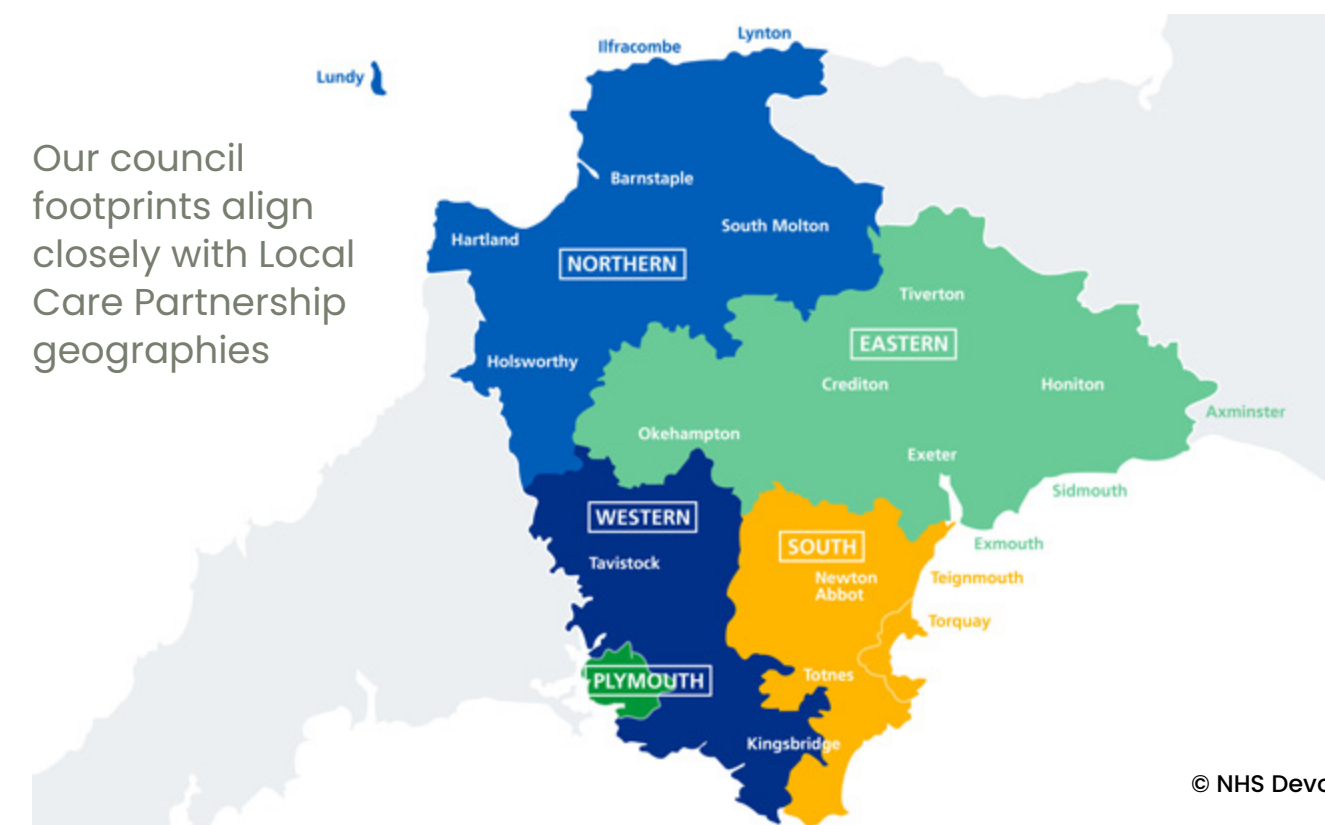 Lynton
Ilfracombe
Lundy
Our council
footprints align
closely with Local
Care Partnership
geographies
Barnstaple
South Molton
Hartland
NORTHERN
Tiverton
EASTERN
Holsworthy
Crediton
Honiton
Axminster
Okehampton
Exeter
Sidmouth
WESTERN
SOUTH
Exmouth
Tavistock
Newton
Abbot
Teignmouth
Torquay
PLYMOUTH
Totnes
Kingsbridge
© NHS